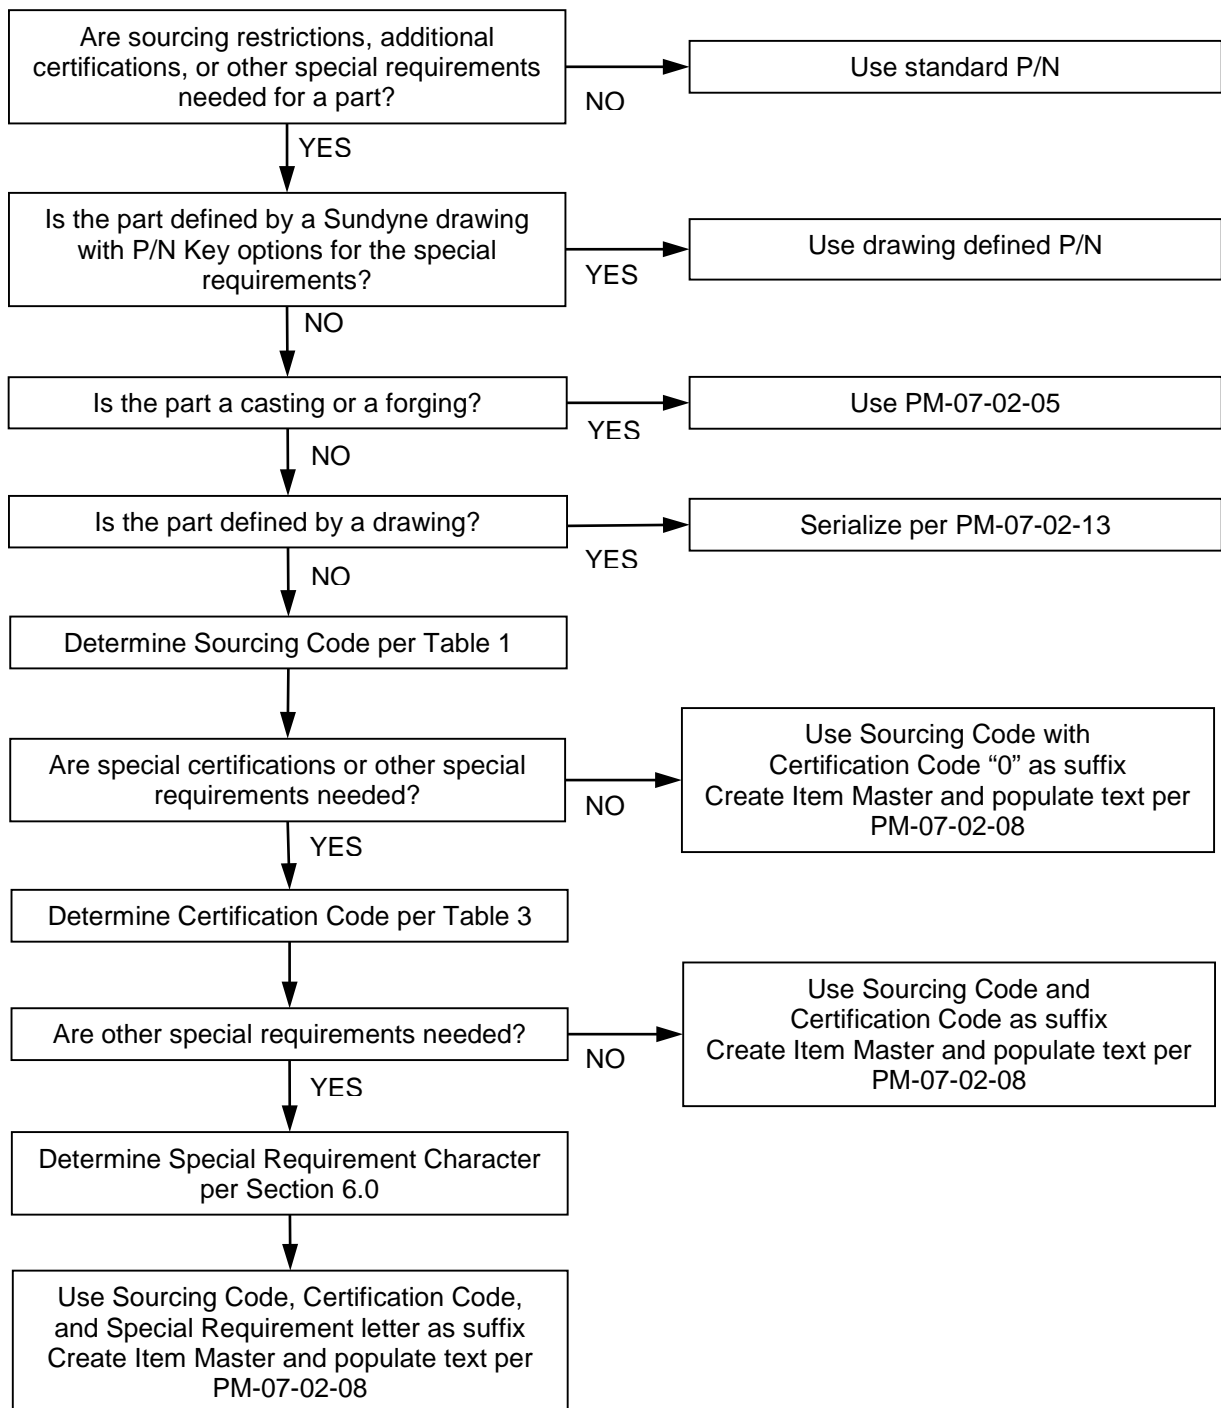 Are sourcing restrictions, additional
certifications, or other special requirements
needed for a part?
NO
Use standard P/N
YES
Is the part defined by a Sundyne drawing
with P/N Key options for the special
requirements?
YES
Use drawing defined P/N
NO
Is the part a casting or a forging?
YES
Use PM-07-02-05
NO
Is the part defined by a drawing?
YES
Serialize per PM-07-02-13
NO
Determine Sourcing Code per Table 1
Are special certifications or other special
requirements needed?
NO
Use Sourcing Code with
Certification Code “0” as suffix
Create Item Master and populate text per
PM-07-02-08
YES
Determine Certification Code per Table 3
Are other special requirements needed?
NO
Use Sourcing Code and
Certification Code as suffix
Create Item Master and populate text per
PM-07-02-08
YES
Determine Special Requirement Character
per Section 6.0
Use Sourcing Code, Certification Code,
and Special Requirement letter as suffix
Create Item Master and populate text per
PM-07-02-08